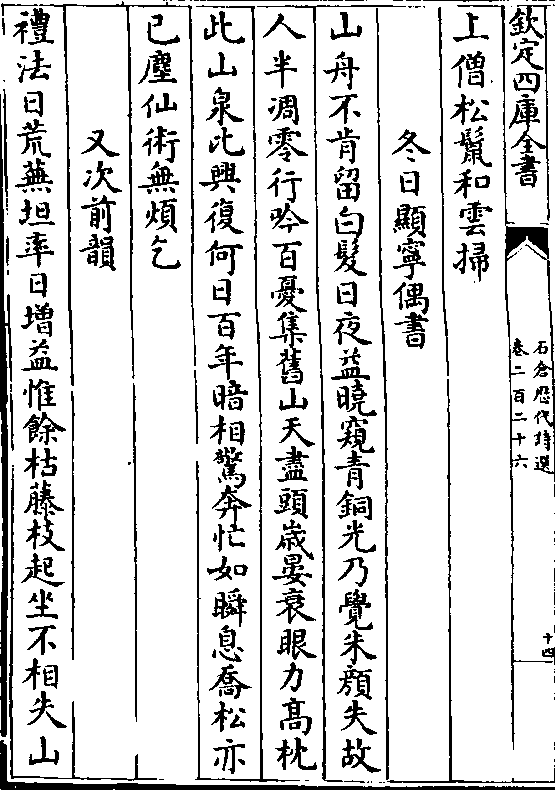 欽定四庫全書
石倉歷代詩選
卷二百二十六
十四
上僧松鬣和雲掃
冬日顯寧偶書
山舟不肯留白髮日夜益曉窺青銅光乃覺朱顔失故
人半凋零行吟百憂集舊山天盡頭歲晏衰眼力髙枕
此山泉此興復何日百年暗相驚奔忙如瞬息喬松亦
已塵仙術無煩乞
又次前韻
禮法日荒蕪坦率日增益惟餘枯藤枝起坐不相失山